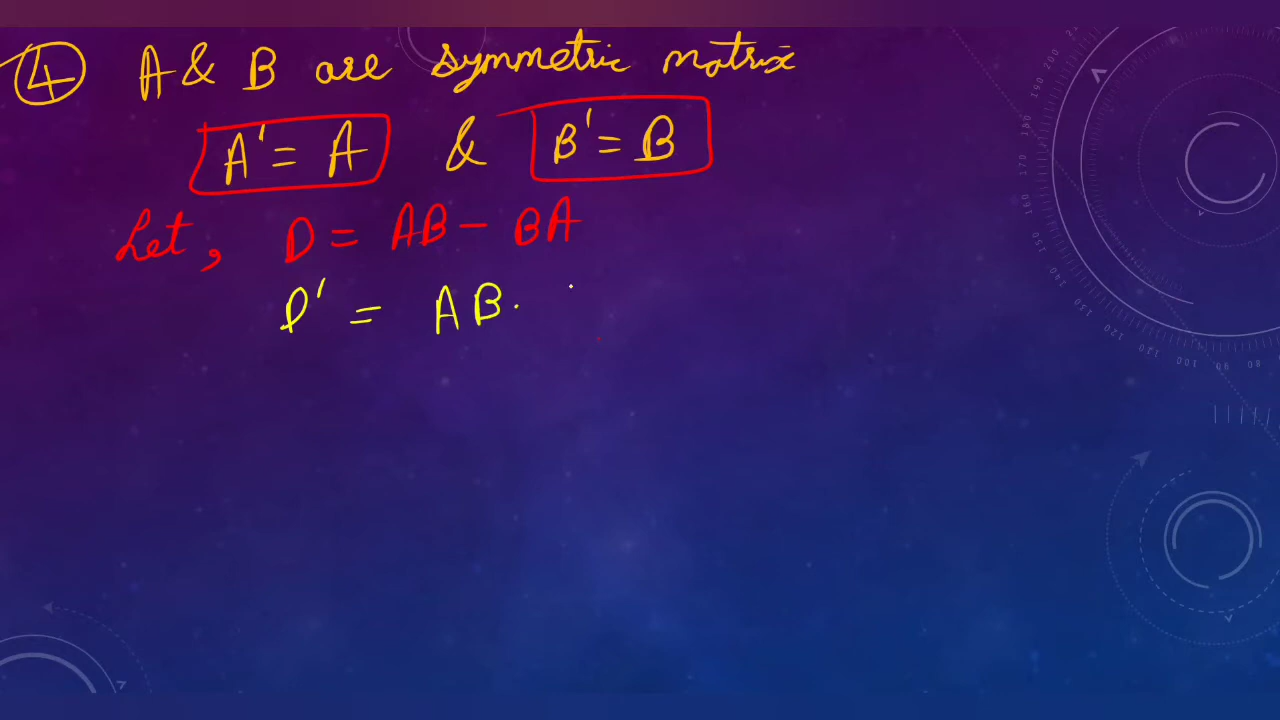 ④ A & B are symmetric matrix
A' = A & B' = B
Let, D = AB - BA
D' = AB.